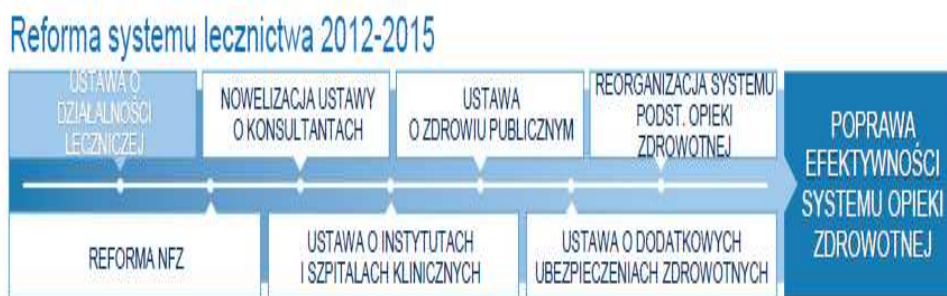 Reforma systemu lecznictwa 2012-2015
USTAWA O
DZIAŁALNOŚCI
LECZNICZEJ
NOWELIZACJA USTAWY
O KONSULTANTACH
USTAWA
O ZDROWIU PUBLICZNYM
REORGANIZACJA SYSTEMU
PODST. OPIEKI
ZDROWOTNEJ
REFORMA NFZ
USTAWA O INSTYTUTACH
I SZPITALACH KLINICZNYCH
USTAWA O DODATKOWYCH
UBEZPIECZENIACH ZDROWOTNYCH
POPRAWA
EFEKTYWNOŚCI
SYSTEMU OPIEKI
ZDROWOTNEJ